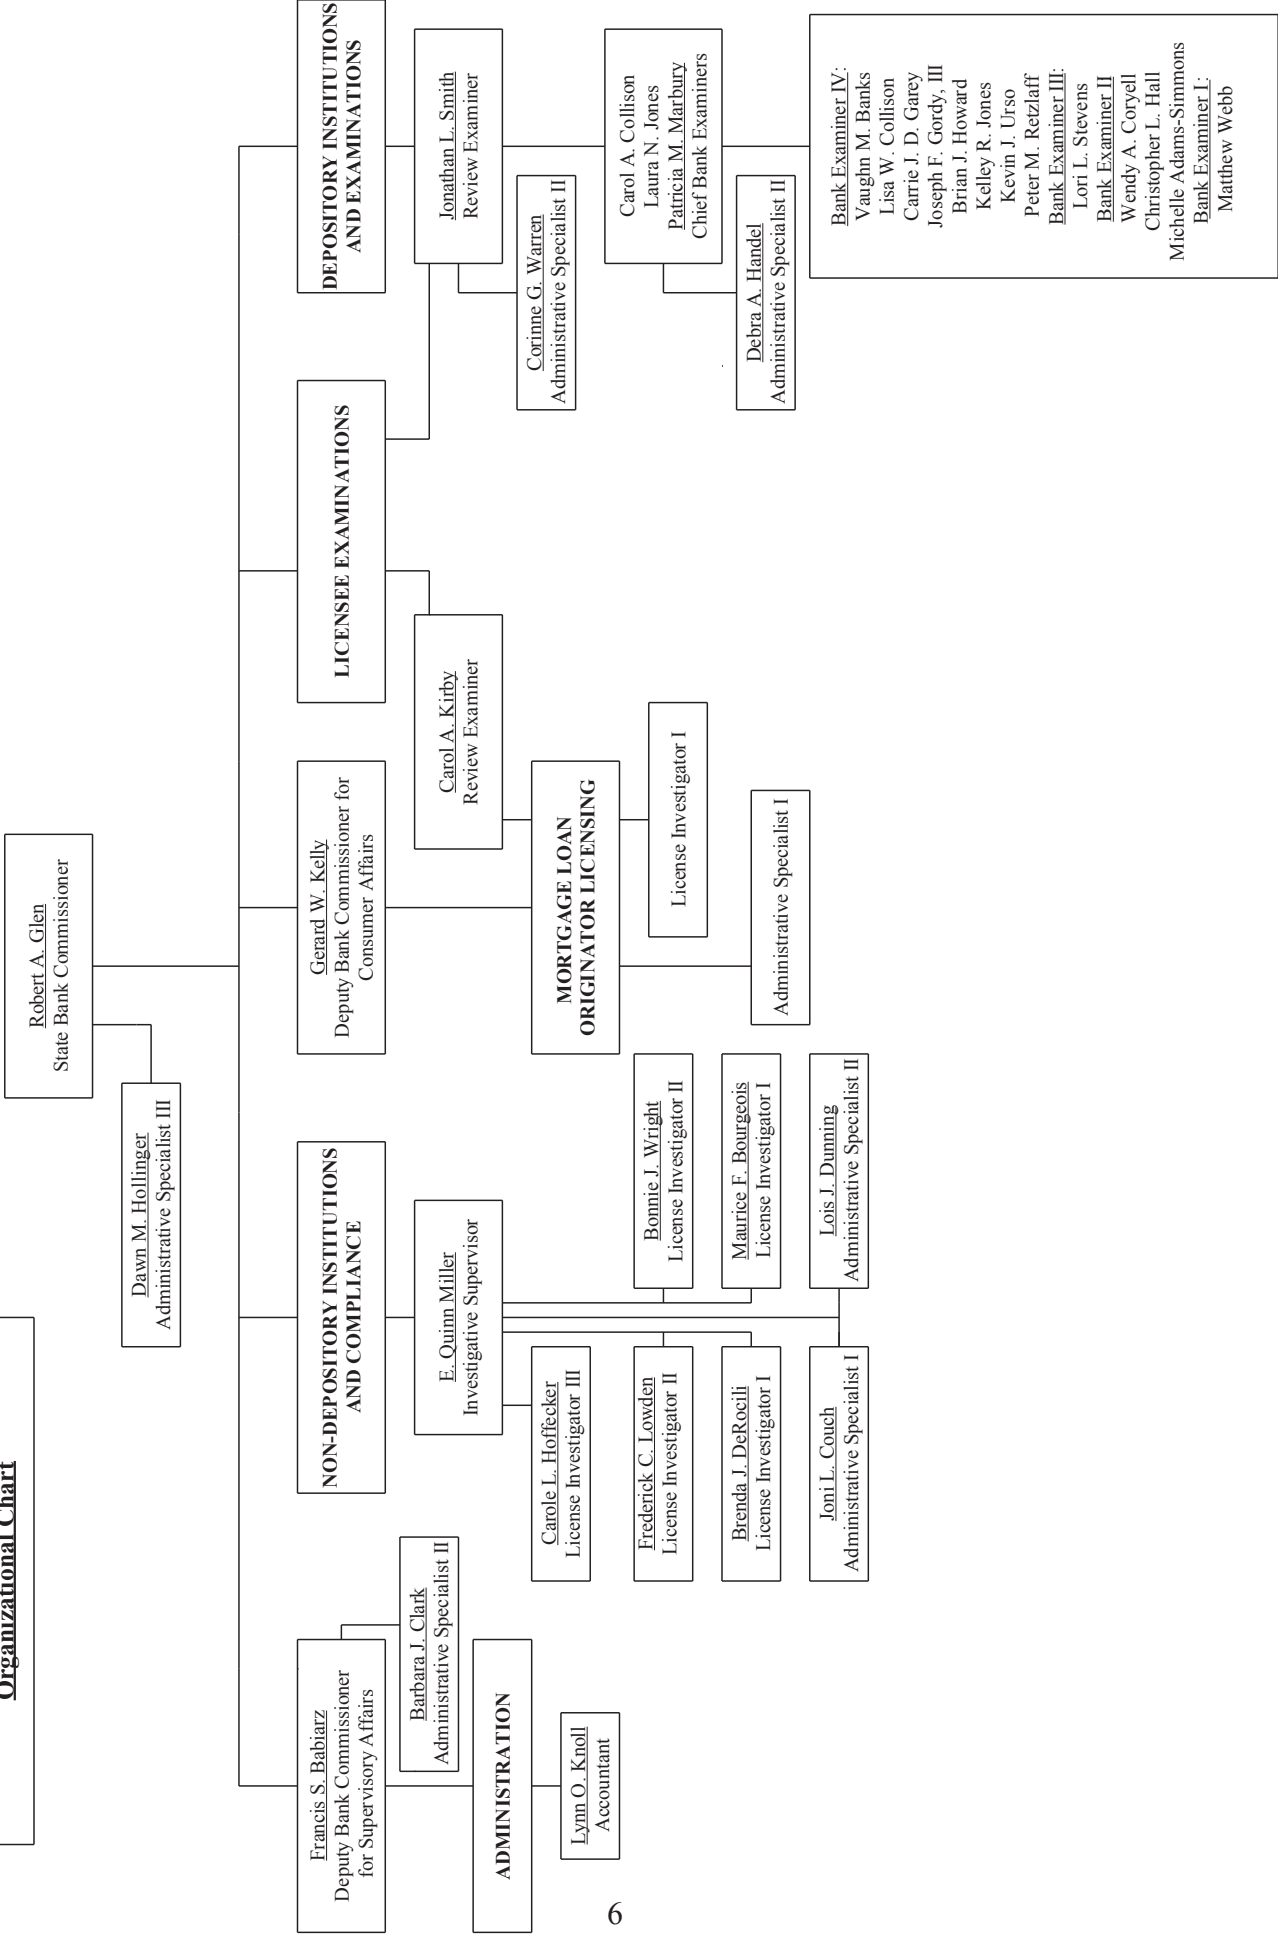 Organizational Chart
Robert A. Glen
State Bank Commissioner
Dawn M. Hollinger
Administrative Specialist III
Francis S. Babiarz
Deputy Bank Commissioner
for Supervisory Affairs
Barbara J. Clark
Administrative Specialist II
ADMINISTRATION
Lynn O. Knoll
Accountant
NON-DEPOSITORY INSTITUTIONS
AND COMPLIANCE
E. Quinn Miller
Investigative Supervisor
Carole L. Hoffecker
License Investigator III
Frederick C. Lowden
License Investigator II
Bonnie J. Wright
License Investigator II
Brenda J. DeRocili
License Investigator I
Maurice F. Bourgeois
License Investigator I
Joni L. Couch
Administrative Specialist I
Lois J. Dunning
Administrative Specialist II
Gerard W. Kelly
Deputy Bank Commissioner for
Consumer Affairs
MORTGAGE LOAN
ORIGINATOR LICENSING
License Investigator I
Administrative Specialist I
LICENSEE EXAMINATIONS
Carol A. Kirby
Review Examiner
DEPOSITORY INSTITUTIONS
AND EXAMINATIONS
Jonathan L. Smith
Review Examiner
Corinne G. Warren
Administrative Specialist II
Carol A. Collison
Laura N. Jones
Patricia M. Marbury
Chief Bank Examiners
Debra A. Handel
Administrative Specialist II
Bank Examiner IV:
Vaughn M. Banks
Lisa W. Collison
Carrie J. D. Garey
Joseph F. Gordy, III
Brian J. Howard
Kelley R. Jones
Kevin J. Urso
Peter M. Retzlaff
Bank Examiner III:
Lori L. Stevens
Bank Examiner II
Wendy A. Coryell
Christopher L. Hall
Michelle Adams-Simmons
Bank Examiner I:
Matthew Webb
6